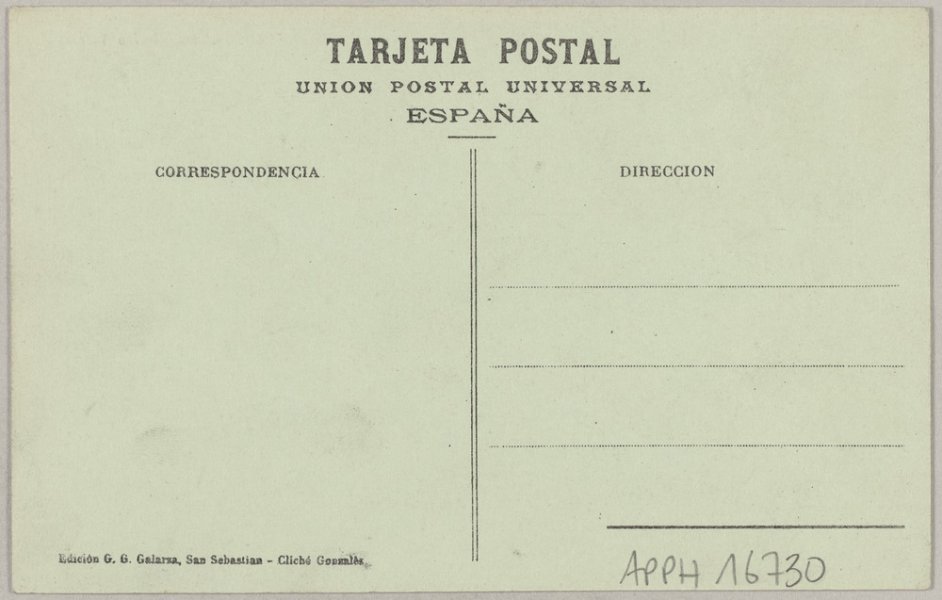 TARJETA POSTAL
UNION POSTAL UNIVERSAL
ESPAÑA
CORRESPONDENCIA
DIRECCION
Edición G. G. Galarza, San Sebastian - Cliché Gonzalès
APPH 16730